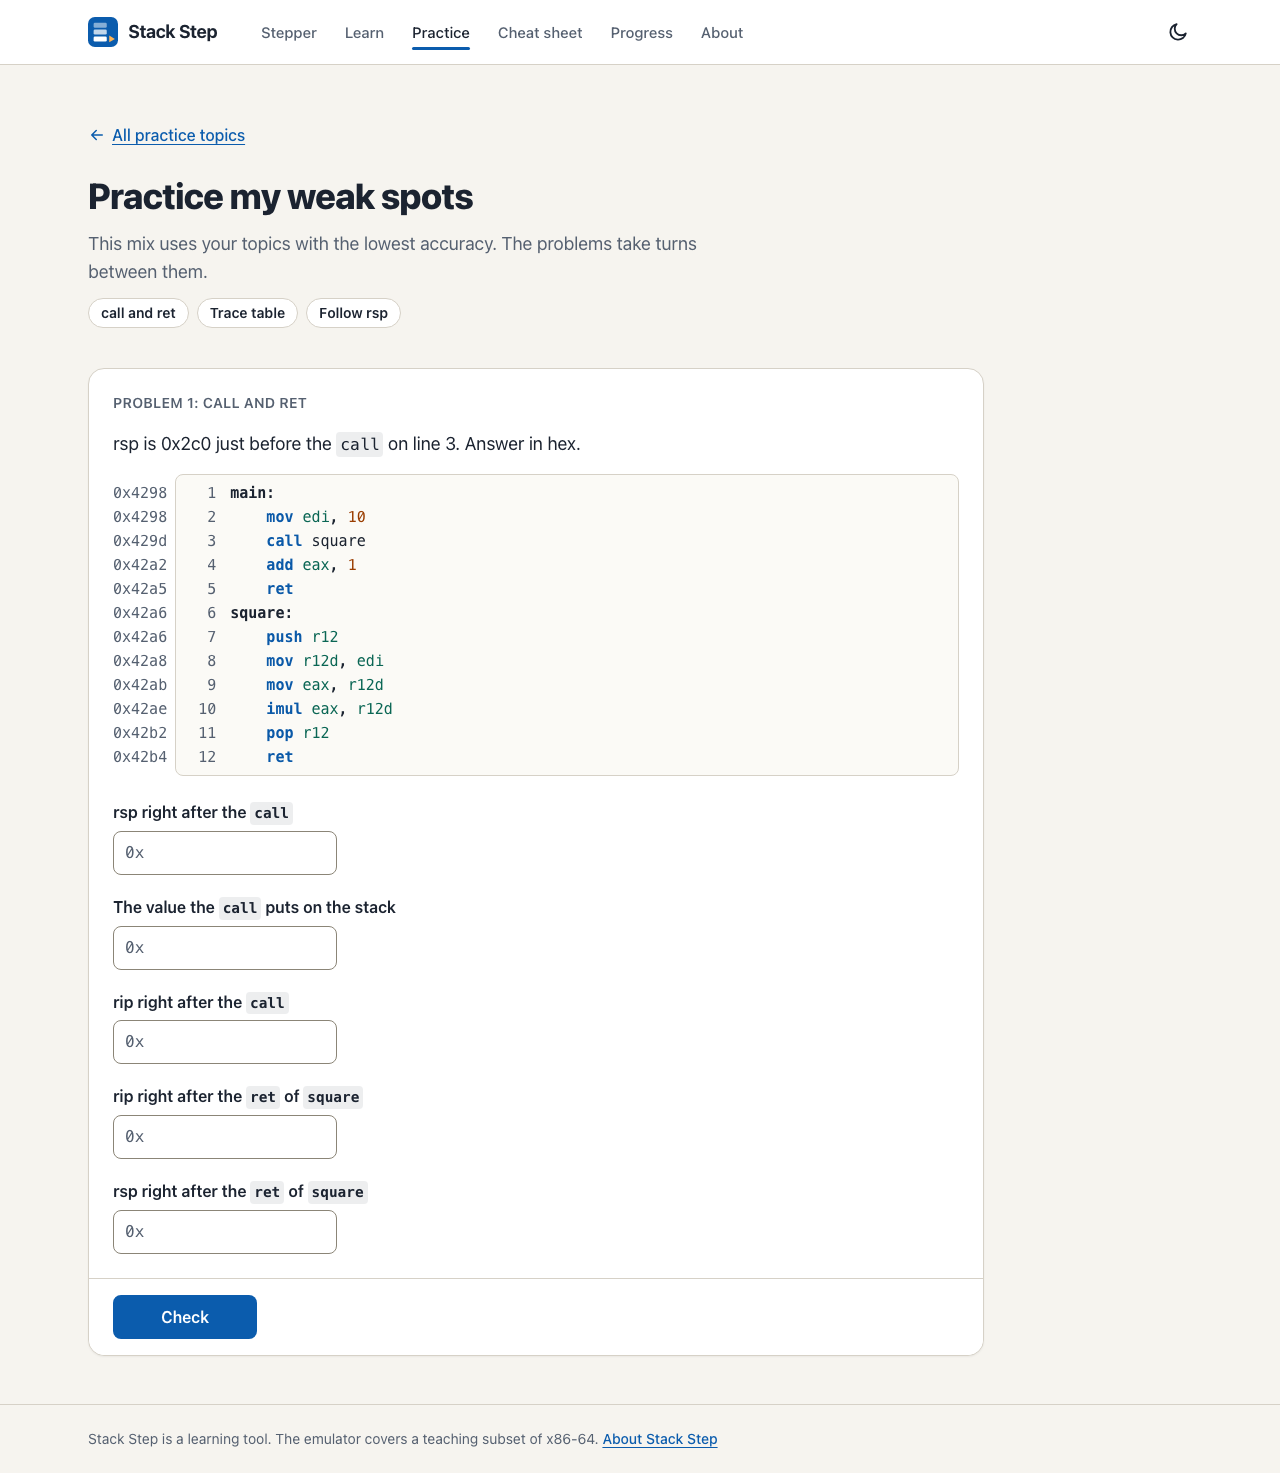 Stack Step Stepper Learn Practice Cheat sheet Progress About
← All practice topics
Practice my weak spots
This mix uses your topics with the lowest accuracy. The problems take turns
between them.
call and ret Trace table Follow rsp
PROBLEM 1: CALL AND RET
rsp is 0x2c0 just before the call on line 3. Answer in hex.
0x4298 1 main:
0x4298 2 mov edi, 10
0x429d 3 call square
0x42a2 4 add eax, 1
0x42a5 5 ret
0x42a6 6 square:
0x42a6 7 push r12
0x42a8 8 mov r12d, edi
0x42ab 9 mov eax, r12d
0x42ae 10 imul eax, r12d
0x42b2 11 pop r12
0x42b4 12 ret
rsp right after the call
0x
The value the call puts on the stack
0x
rip right after the call
0x
rip right after the ret of square
0x
rsp right after the ret of square
0x
Check
Stack Step is a learning tool. The emulator covers a teaching subset of x86-64. About Stack Step